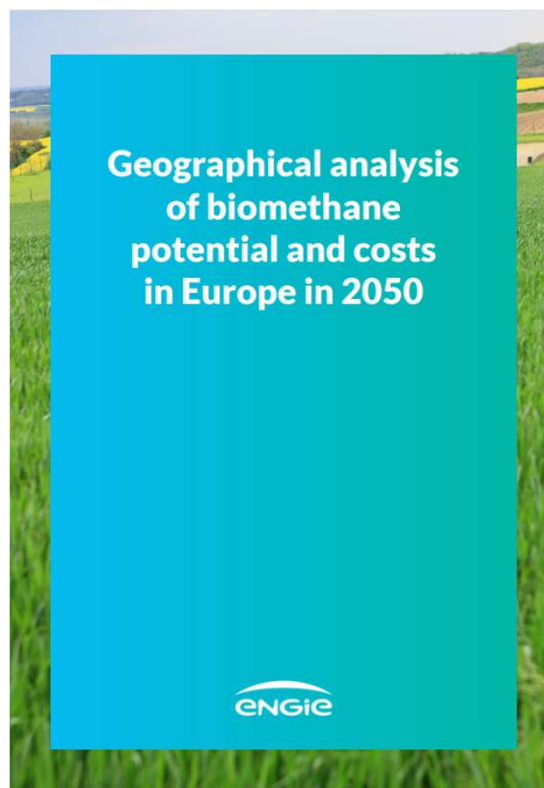 Geographical analysis
of biomethane
potential and costs
in Europe in 2050
ENGIE